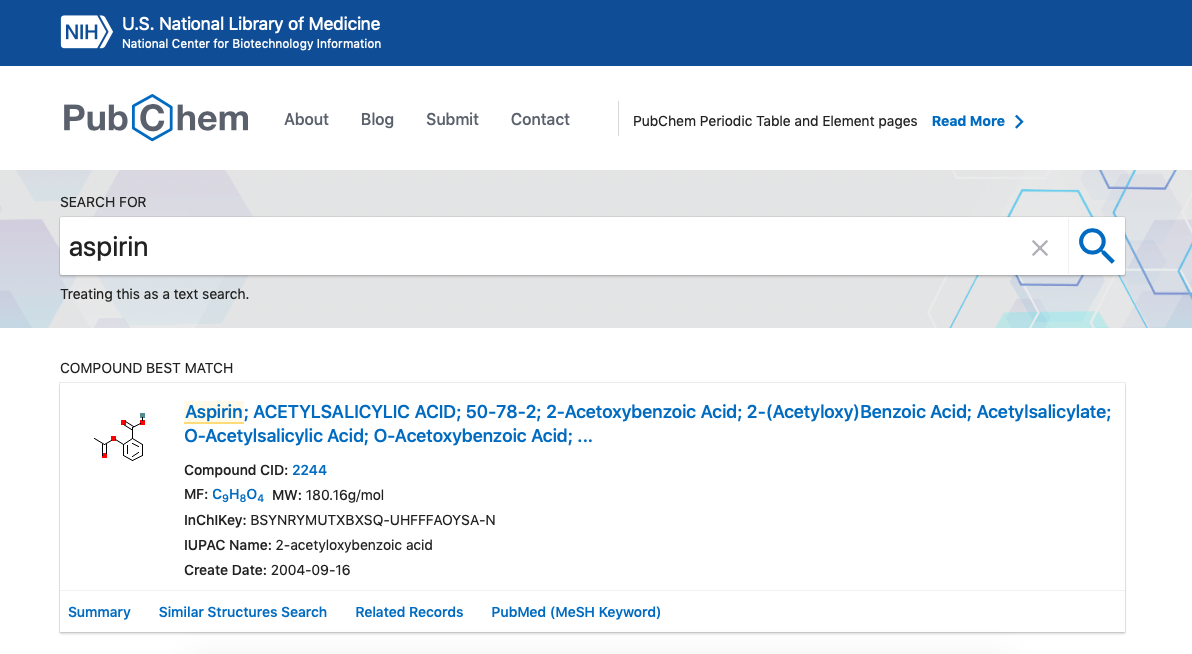 NIH
U.S. National Library of Medicine
National Center for Biotechnology Information
PubChem
About Blog Submit Contact
PubChem Periodic Table and Element pages Read More
SEARCH FOR
aspirin
Treating this as a text search.
COMPOUND BEST MATCH
Aspirin; ACETYLSALICYLIC ACID; 50-78-2; 2-Acetoxybenzoic Acid; 2-(Acetyloxy)Benzoic Acid; Acetylsalicylate;
O-Acetylsalicylic Acid; O-Acetoxybenzoic Acid; ...
Compound CID: 2244
MF: C₉H₈O₄ MW: 180.16g/mol
InChIKey: BSYNRYMUTXBXSQ-UHFFFAOYSA-N
IUPAC Name: 2-acetyloxybenzoic acid
Create Date: 2004-09-16
Summary Similar Structures Search Related Records PubMed (MeSH Keyword)